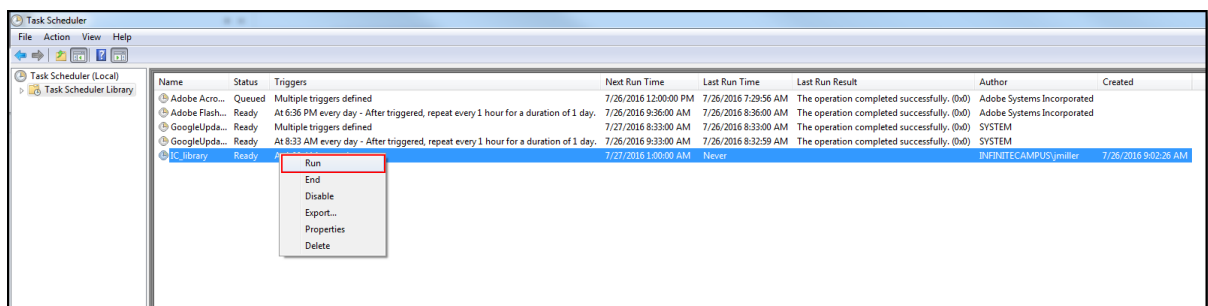 Task Scheduler
File Action View Help
Task Scheduler (Local)
Task Scheduler Library
Name Status Triggers Next Run Time Last Run Time Last Run Result Author Created
Adobe Acro... Queued Multiple triggers defined 7/26/2016 12:00:00 PM 7/26/2016 7:29:56 AM The operation completed successfully. (0x0) Adobe Systems Incorporated
Adobe Flash... Ready At 6:36 PM every day - After triggered, repeat every 1 hour for a duration of 1 day. 7/26/2016 9:36:00 AM 7/26/2016 8:36:00 AM The operation completed successfully. (0x0) Adobe Systems Incorporated
GoogleUpda... Ready Multiple triggers defined 7/27/2016 8:33:00 AM 7/26/2016 8:33:00 AM The operation completed successfully. (0x0) SYSTEM
GoogleUpda... Ready At 8:33 AM every day - After triggered, repeat every 1 hour for a duration of 1 day. 7/26/2016 9:33:00 AM 7/26/2016 8:32:59 AM The operation completed successfully. (0x0) SYSTEM
IC_library Ready 7/27/2016 1:00:00 AM Never INFINITECAMPUS\jmiller 7/26/2016 9:02:26 AM
Run
End
Disable
Export...
Properties
Delete